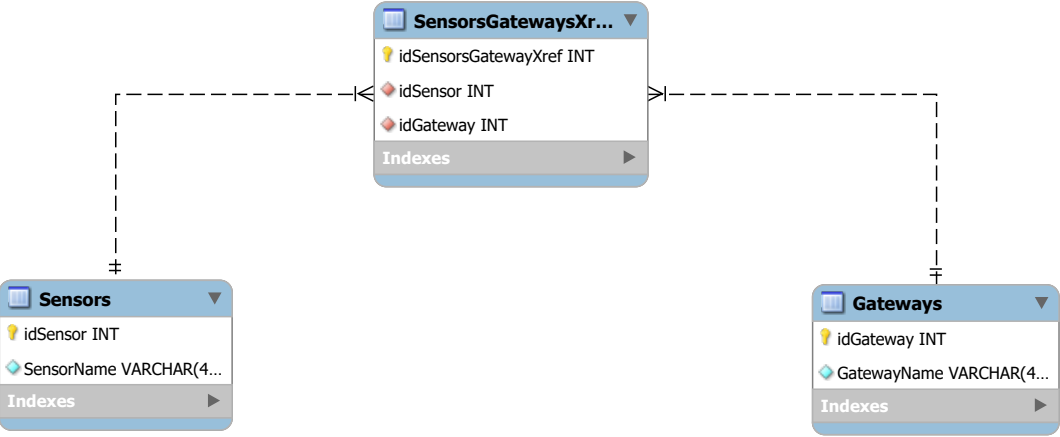 SensorsGatewaysXr...
idSensorsGatewayXref INT
idSensor INT
idGateway INT
Indexes
Sensors
idSensor INT
SensorName VARCHAR(4...
Indexes
Gateways
idGateway INT
GatewayName VARCHAR(4...
Indexes